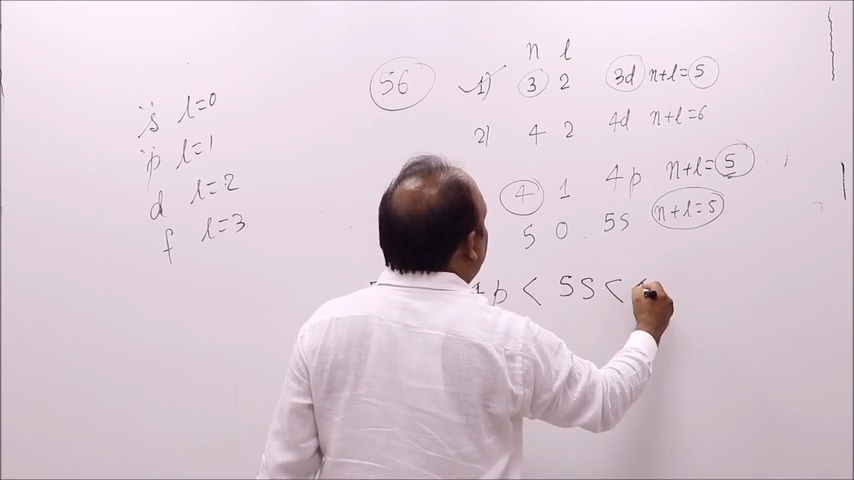 n l
56 1) 3 2 3d n+l=5
2) 4 2 4d n+l=6
4 1 4p n+l=5
5 0 5s n+l=5
p < 5s <
s l=0
p l=1
d l=2
f l=3